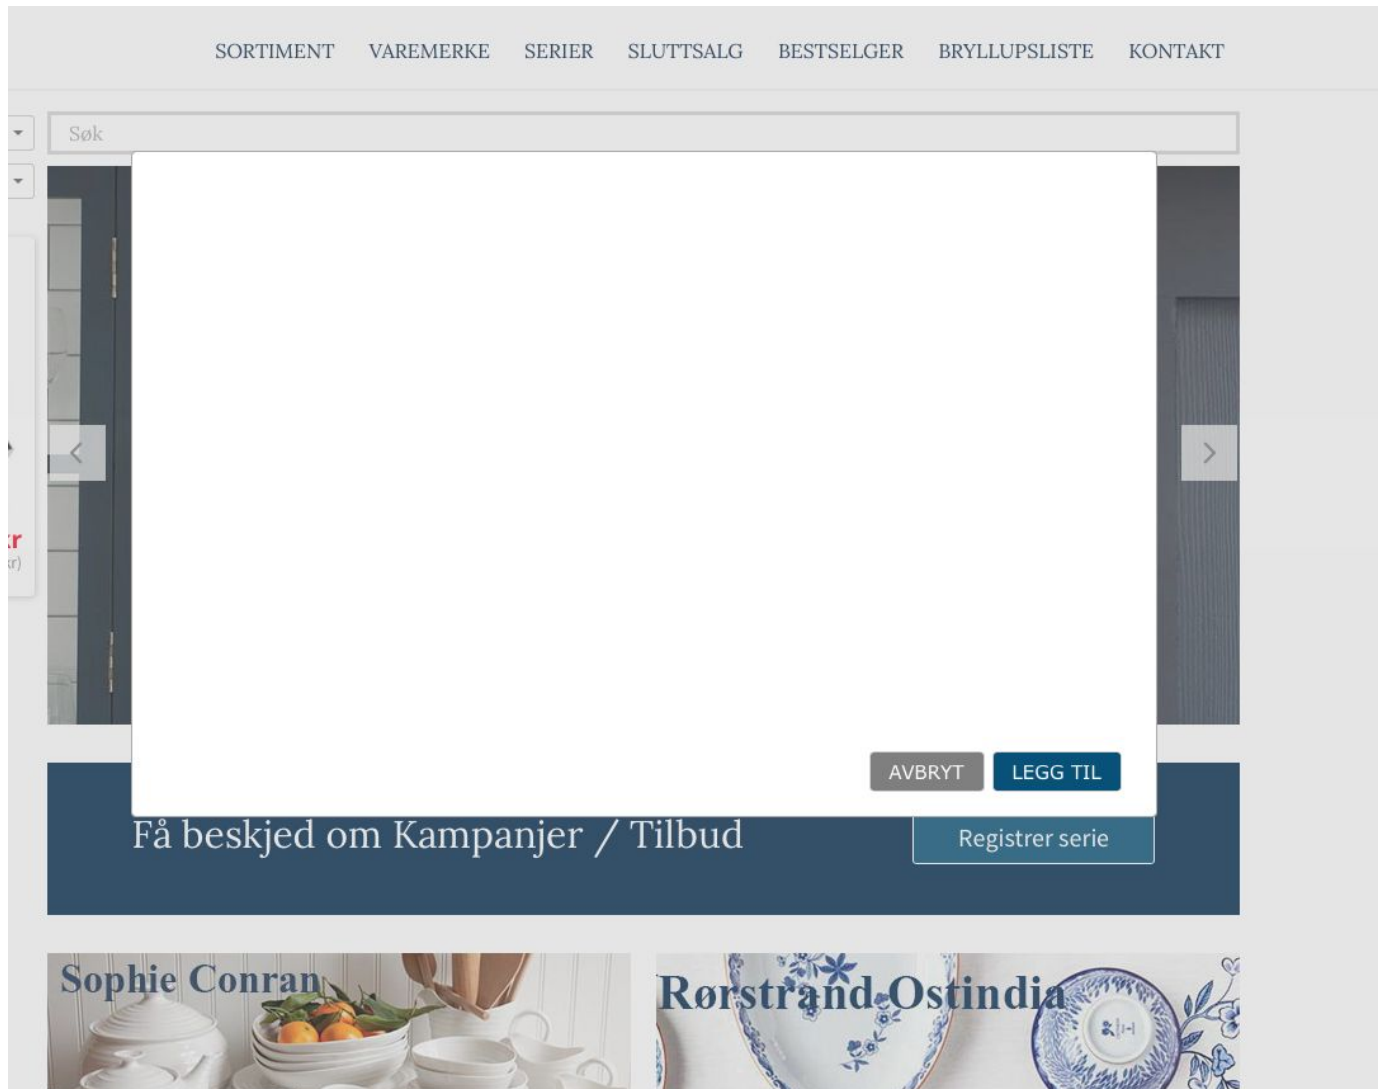 SORTIMENT VAREMERKE SERIER SLUTTSALG BESTSELGER BRYLLUPSLISTE KONTAKT
Søk
kr)
AVBRYT LEGG TIL
Få beskjed om Kampanjer / Tilbud
Registrer serie
Sophie Conran
Rørstrand Ostindia